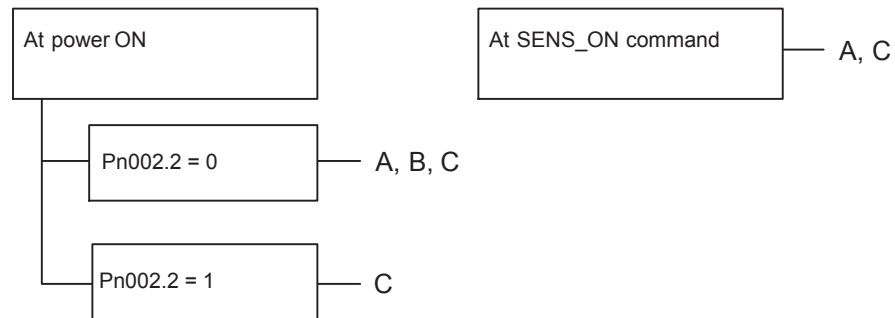 At power ON
At SENS_ON command
A, C
Pn002.2 = 0
A, B, C
Pn002.2 = 1
C